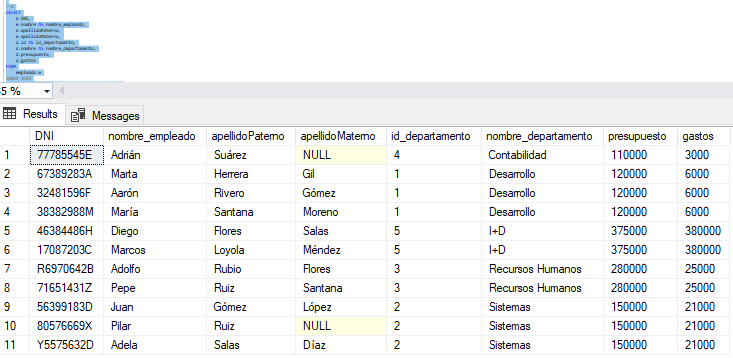 SELECT
e.DNI,
e.nombre AS nombre_empleado,
e.apellidoPaterno,
e.apellidoMaterno,
d.id AS id_departamento,
d.nombre AS nombre_departamento,
d.presupuesto,
d.gastos
FROM
empleado e
INNER JOIN
5 %
Results Messages
DNI nombre_empleado apellidoPaterno apellidoMaterno id_departamento nombre_departamento presupuesto gastos
1 77785545E Adrián Suárez NULL 4 Contabilidad 110000 3000
2 67389283A Marta Herrera Gil 1 Desarrollo 120000 6000
3 32481596F Aarón Rivero Gómez 1 Desarrollo 120000 6000
4 38382988M María Santana Moreno 1 Desarrollo 120000 6000
5 46384486H Diego Flores Salas 5 I+D 375000 380000
6 17087203C Marcos Loyola Méndez 5 I+D 375000 380000
7 R6970642B Adolfo Rubio Flores 3 Recursos Humanos 280000 25000
8 71651431Z Pepe Ruiz Santana 3 Recursos Humanos 280000 25000
9 56399183D Juan Gómez López 2 Sistemas 150000 21000
10 80576669X Pilar Ruiz NULL 2 Sistemas 150000 21000
11 Y5575632D Adela Salas Díaz 2 Sistemas 150000 21000